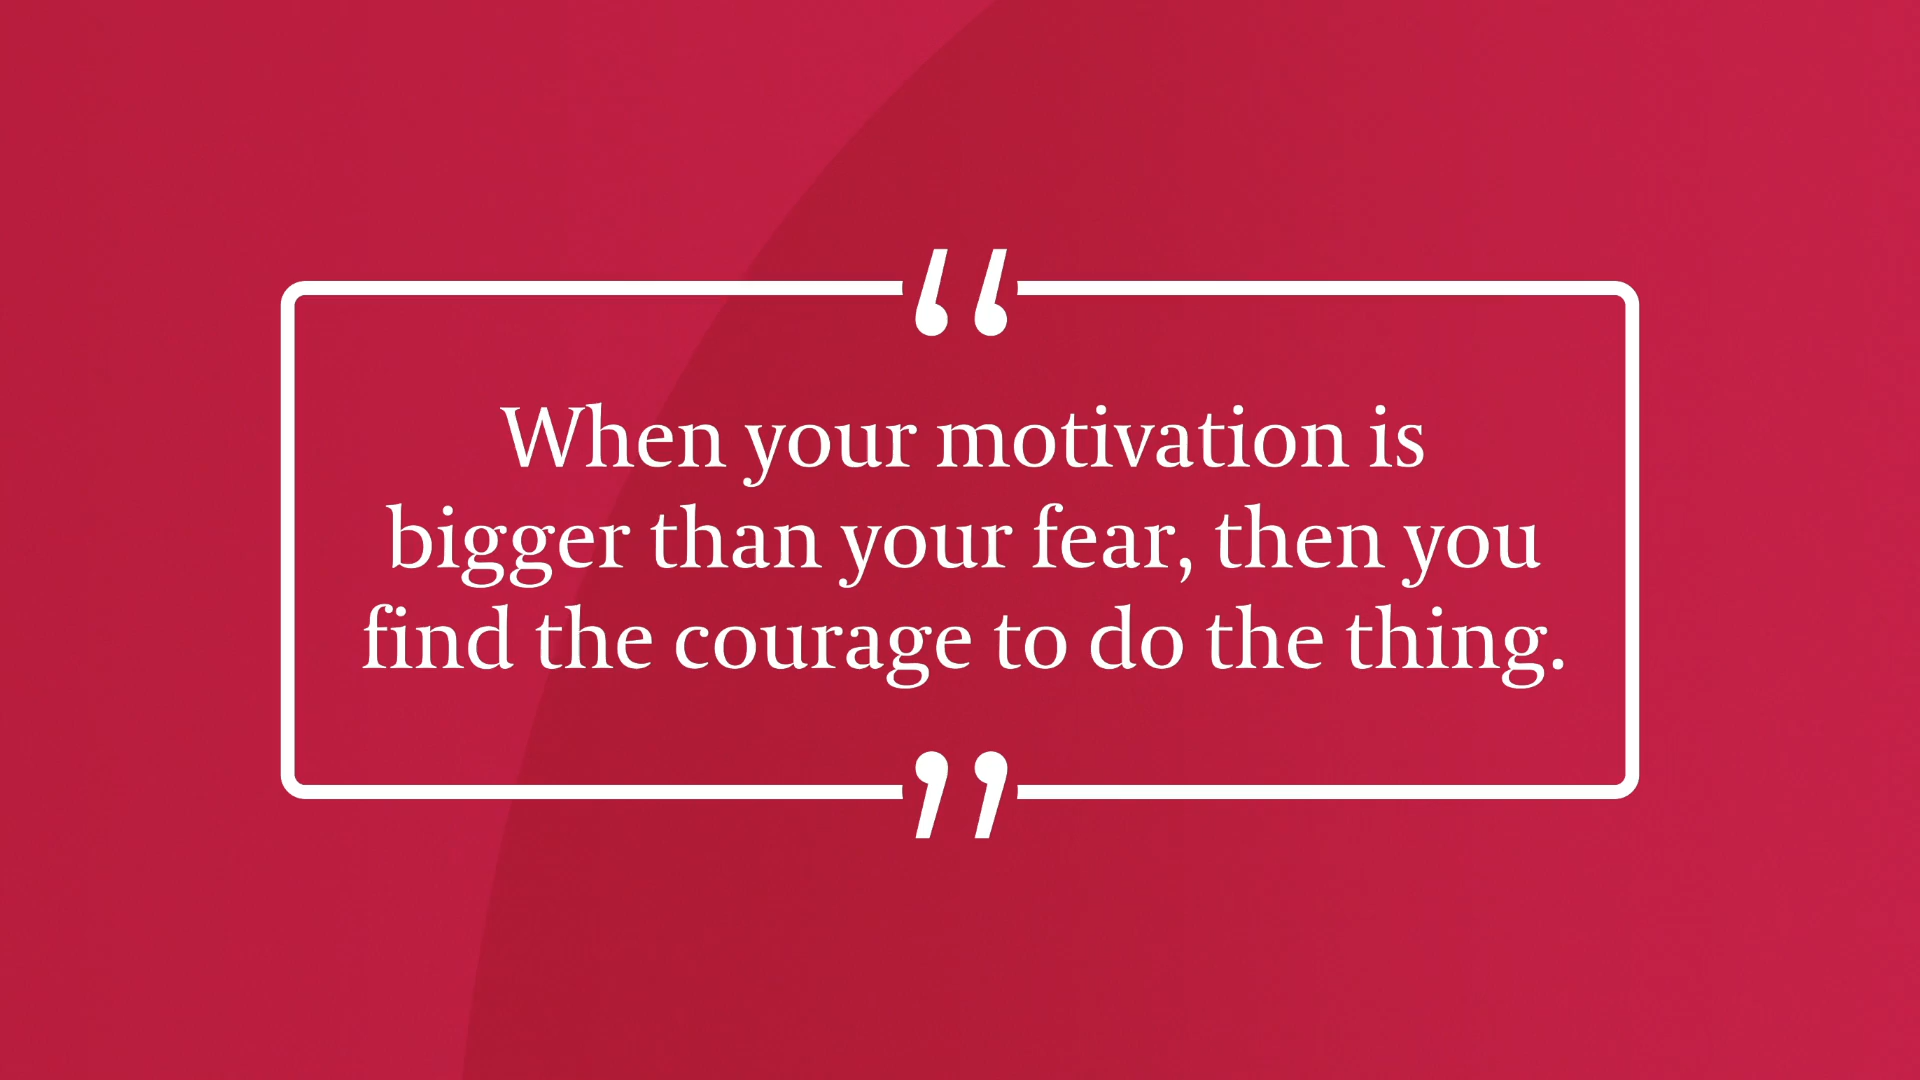 “
When your motivation is
bigger than your fear, then you
find the courage to do the thing.
”